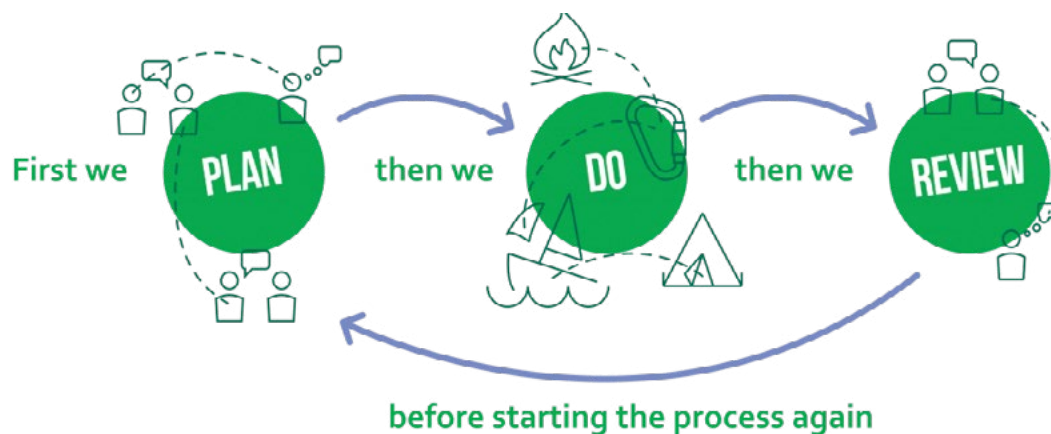 First we PLAN then we DO then we REVIEW
before starting the process again